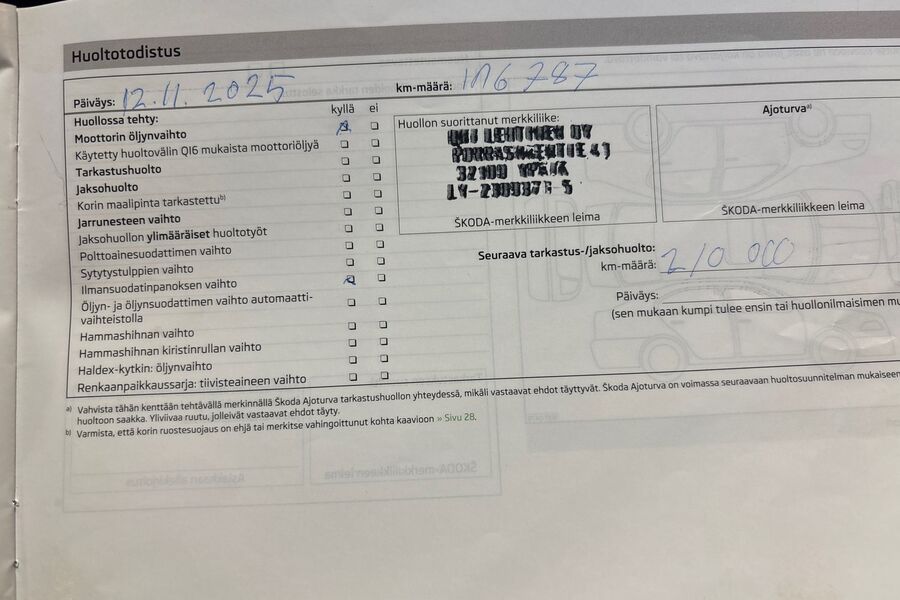 Huoltotodistus
Päiväys: 12.11.2025
km-määrä: 196 787
Huollossa tehty:
kyllä ei
Moottorin öljynvaihto
Käytetty huoltovälin QI6 mukaista moottoriöljyä
Tarkastushuolto
Jaksohuolto
Korin maalipinta tarkastettu b)
Jarrunesteen vaihto
Jaksohuollon ylimääräiset huoltotyöt
Polttoainesuodattimen vaihto
Sytytystulppien vaihto
Ilmansuodatinpanoksen vaihto
Öljyn- ja öljynsuodattimen vaihto automaatti-
vaihteistolla
Hammashihnan vaihto
Hammashihnan kiristinrullan vaihto
Haldex-kytkin: öljynvaihto
Renkaanpaikkaussarja: tiivisteaineen vaihto
Huollon suorittanut merkkiliike:
LEHTINEN OY
32100
ŠKODA-merkkiliikkeen leima
Ajoturva a)
ŠKODA-merkkiliikkeen leima
Seuraava tarkastus-/jaksohuolto:
km-määrä: 210 000
Päiväys:
(sen mukaan kumpi tulee ensin tai huollonilmaisimen
a) Vahvista tähän kenttään tehtävällä merkinnällä Škoda Ajoturva tarkastushuollon yhteydessä, mikäli vastaavat ehdot täyttyvät. Škoda Ajoturva on voimassa seuraavaan huoltosuunnitelman mukaiseen
huoltoon saakka. Yliviivaa ruutu, jolleivät vastaavat ehdot täyty.
b) Varmista, että korin ruostesuojaus on ehjä tai merkitse vahingoittunut kohta kaavioon » Sivu 28.